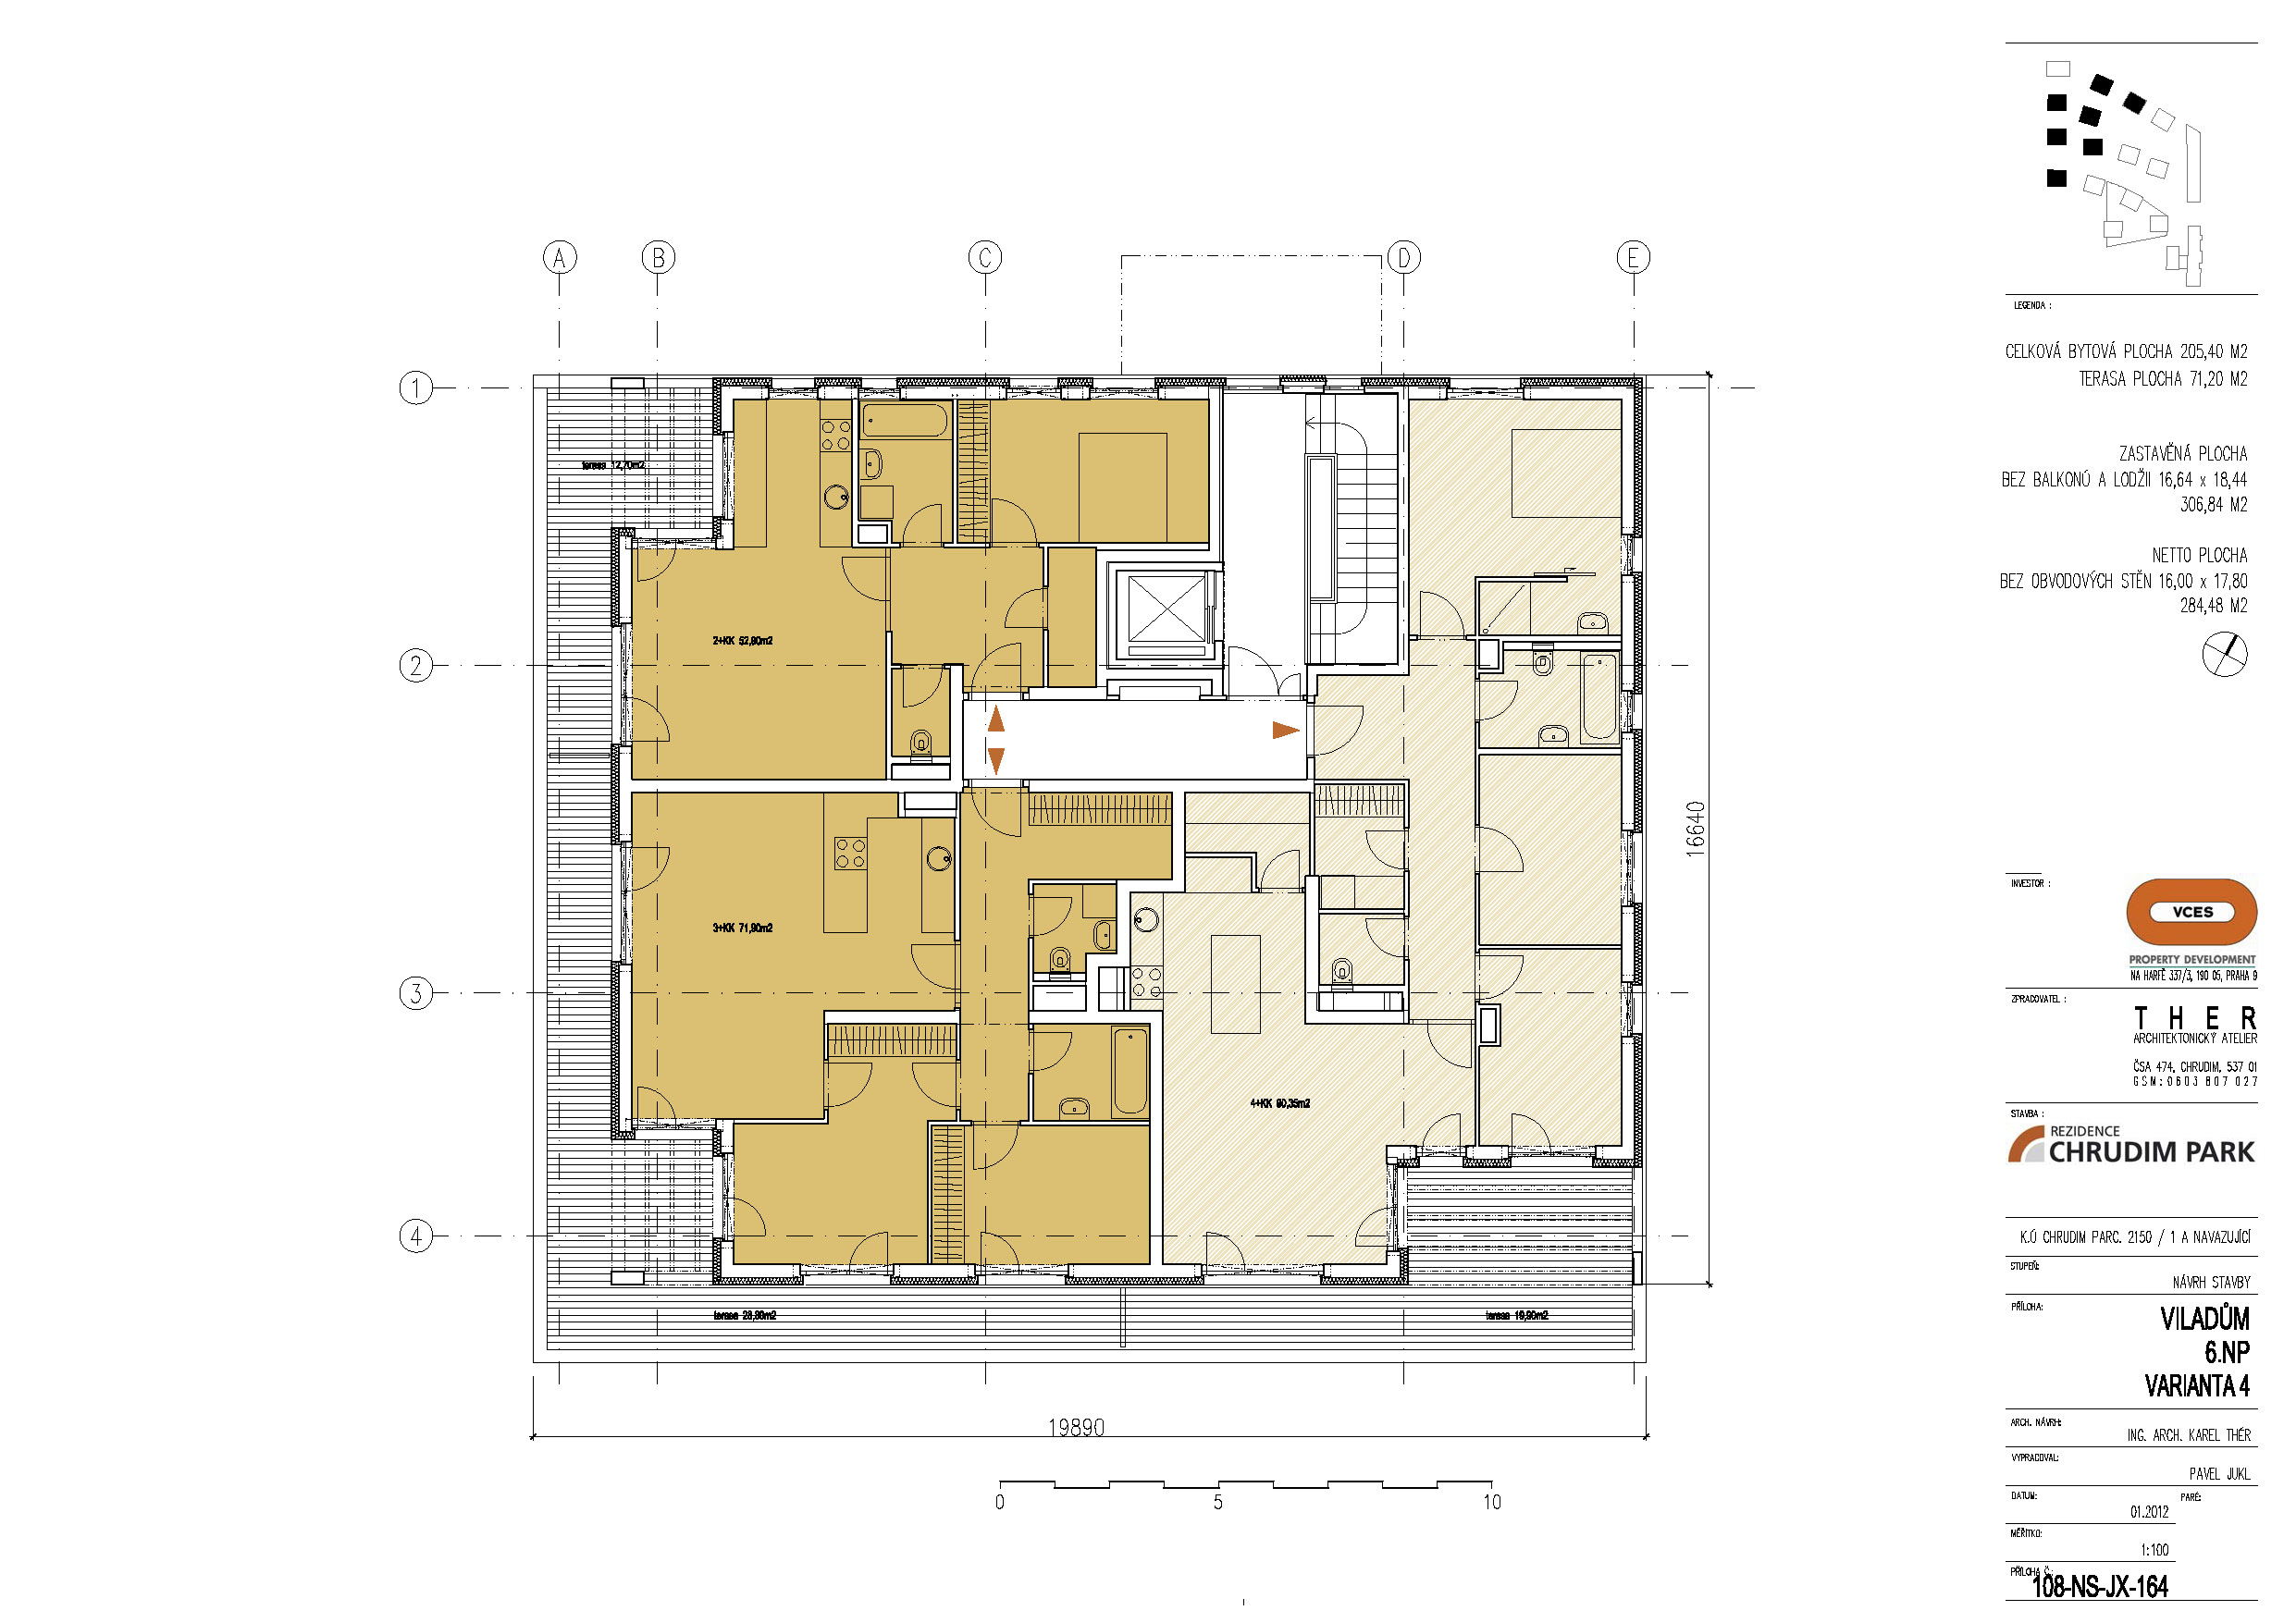 A
B
C
D
E
1
2
3
4
terasa 12,70m2
2+KK 52,80m2
3+KK 71,90m2
4+KK 80,35m2
terasa 28,80m2
terasa 19,90m2
16640
19890
0
5
10
LEGENDA :
CELKOVÁ BYTOVÁ PLOCHA 205,40 M2
TERASA PLOCHA 71,20 M2
ZASTAVĚNÁ PLOCHA
BEZ BALKONŮ A LODŽII 16,64 x 18,44
306,84 M2
NETTO PLOCHA
BEZ OBVODOVÝCH STĚN 16,00 x 17,80
284,48 M2
INVESTOR :
VCES
PROPERTY DEVELOPMENT
NA HARFĚ 337/3, 190 05, PRAHA 9
ZPRACOVATEL :
THER
ARCHITEKTONICKÝ ATELIER
ČSA 474, CHRUDIM, 537 01
GSM:0603 807 027
STAVBA :
REZIDENCE
CHRUDIM PARK
K.Ú CHRUDIM PARC. 2150 / 1 A NAVAZUJÍCÍ
STUPEŇ:
NÁVRH STAVBY
PŘÍLOHA:
VILADŮM
6.NP
VARIANTA 4
ARCH. NÁVRH:
ING. ARCH. KAREL THÉR
VYPRACOVAL:
PAVEL JUKL
DATUM:
PARÉ:
01.2012
MĚŘÍTKO:
1:100
PŘÍLOHA Č.:
108-NS-JX-164